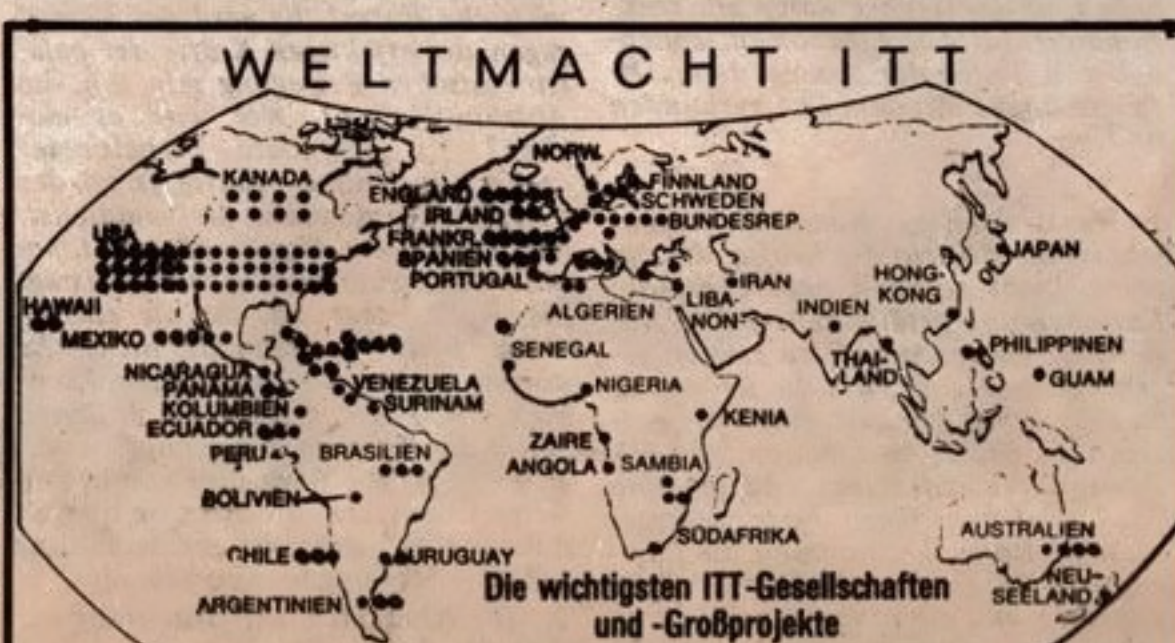 WELTMACHT ITT
KANADA
USA
HAWAII
MEXIKO
NICARAGUA
PANAMA
KOLUMBIEN
ECUADOR
PERU
BOLIVIEN
CHILE
ARGENTINIEN
VENEZUELA
SURINAM
BRASILIEN
URUGUAY
NORW.
ENGLAND
IRLAND
FRANKR.
SPANIEN
PORTUGAL
FINNLAND
SCHWEDEN
BUNDESREP.
ALGERIEN
SENEGAL
NIGERIA
ZAIRE
ANGOLA
SAMBIA
KENIA
SÜDAFRIKA
LIBA-
NON
IRAN
INDIEN
HONG-
KONG
JAPAN
THAI-
LAND
PHILIPPINEN
GUAM
AUSTRALIEN
NEU-
SEELAND
Die wichtigsten ITT-Gesellschaften
und -Großprojekte